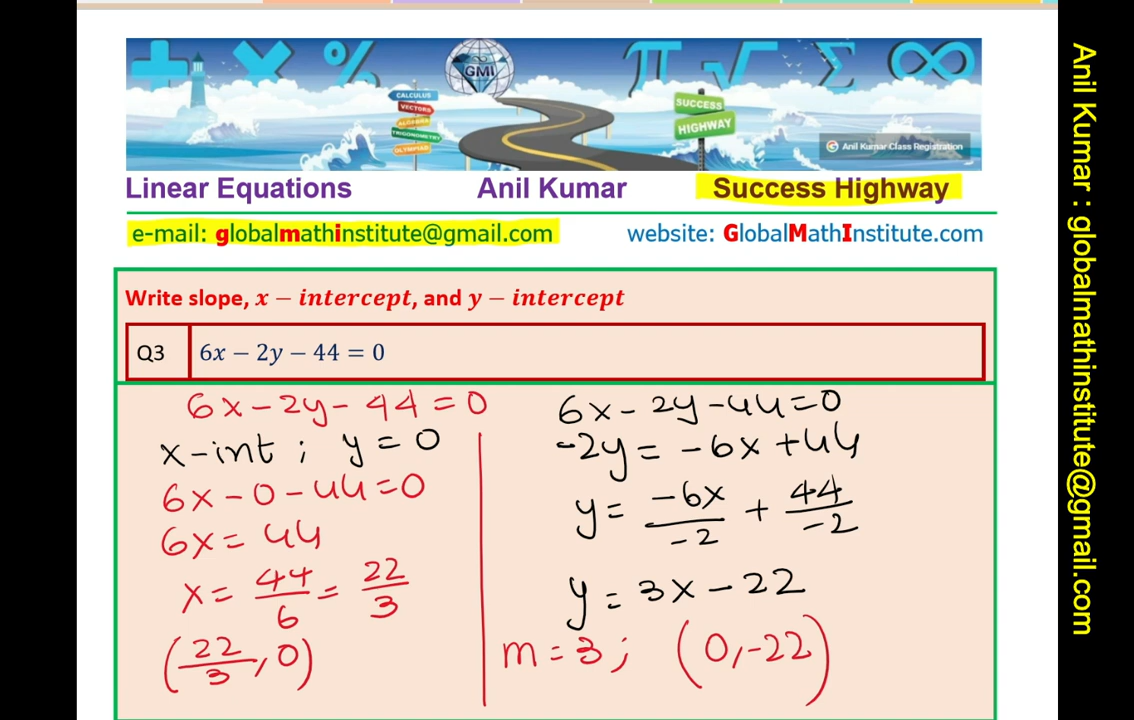 + × % GMI π √ Σ ∞
CALCULUS
VECTORS
ALGEBRA
TRIGONOMETRY
OLYMPIAD
SUCCESS
HIGHWAY
Anil Kumar Class Registration
Linear Equations Anil Kumar Success Highway
e-mail: globalmathinstitute@gmail.com website: GlobalMathInstitute.com
Write slope, x − intercept, and y − intercept
Q3 6x − 2y − 44 = 0
6x-2y-44=0
x-int ; y=0
6x-0-44=0
6x=44
x=44/6=22/3
(22/3,0)
6x-2y-44=0
-2y=-6x+44
y=-6x/-2+44/-2
y=3x-22
m=3; (0,-22)
Anil Kumar : globalmathinstitute@gmail.com